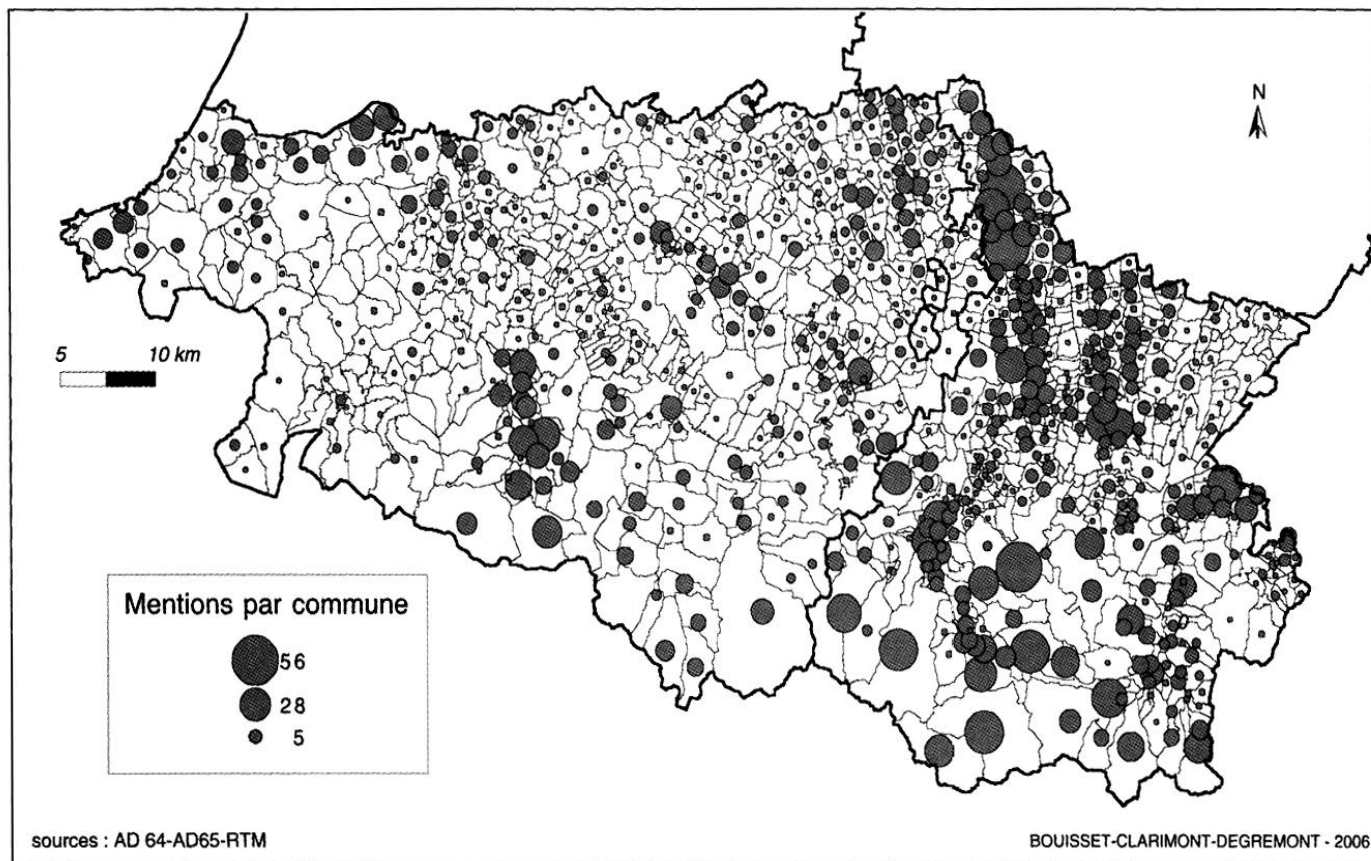 N
5 10 km
Mentions par commune
56
28
5
sources : AD 64-AD65-RTM
BOUISSET-CLARIMONT-DEGREMONT - 2006